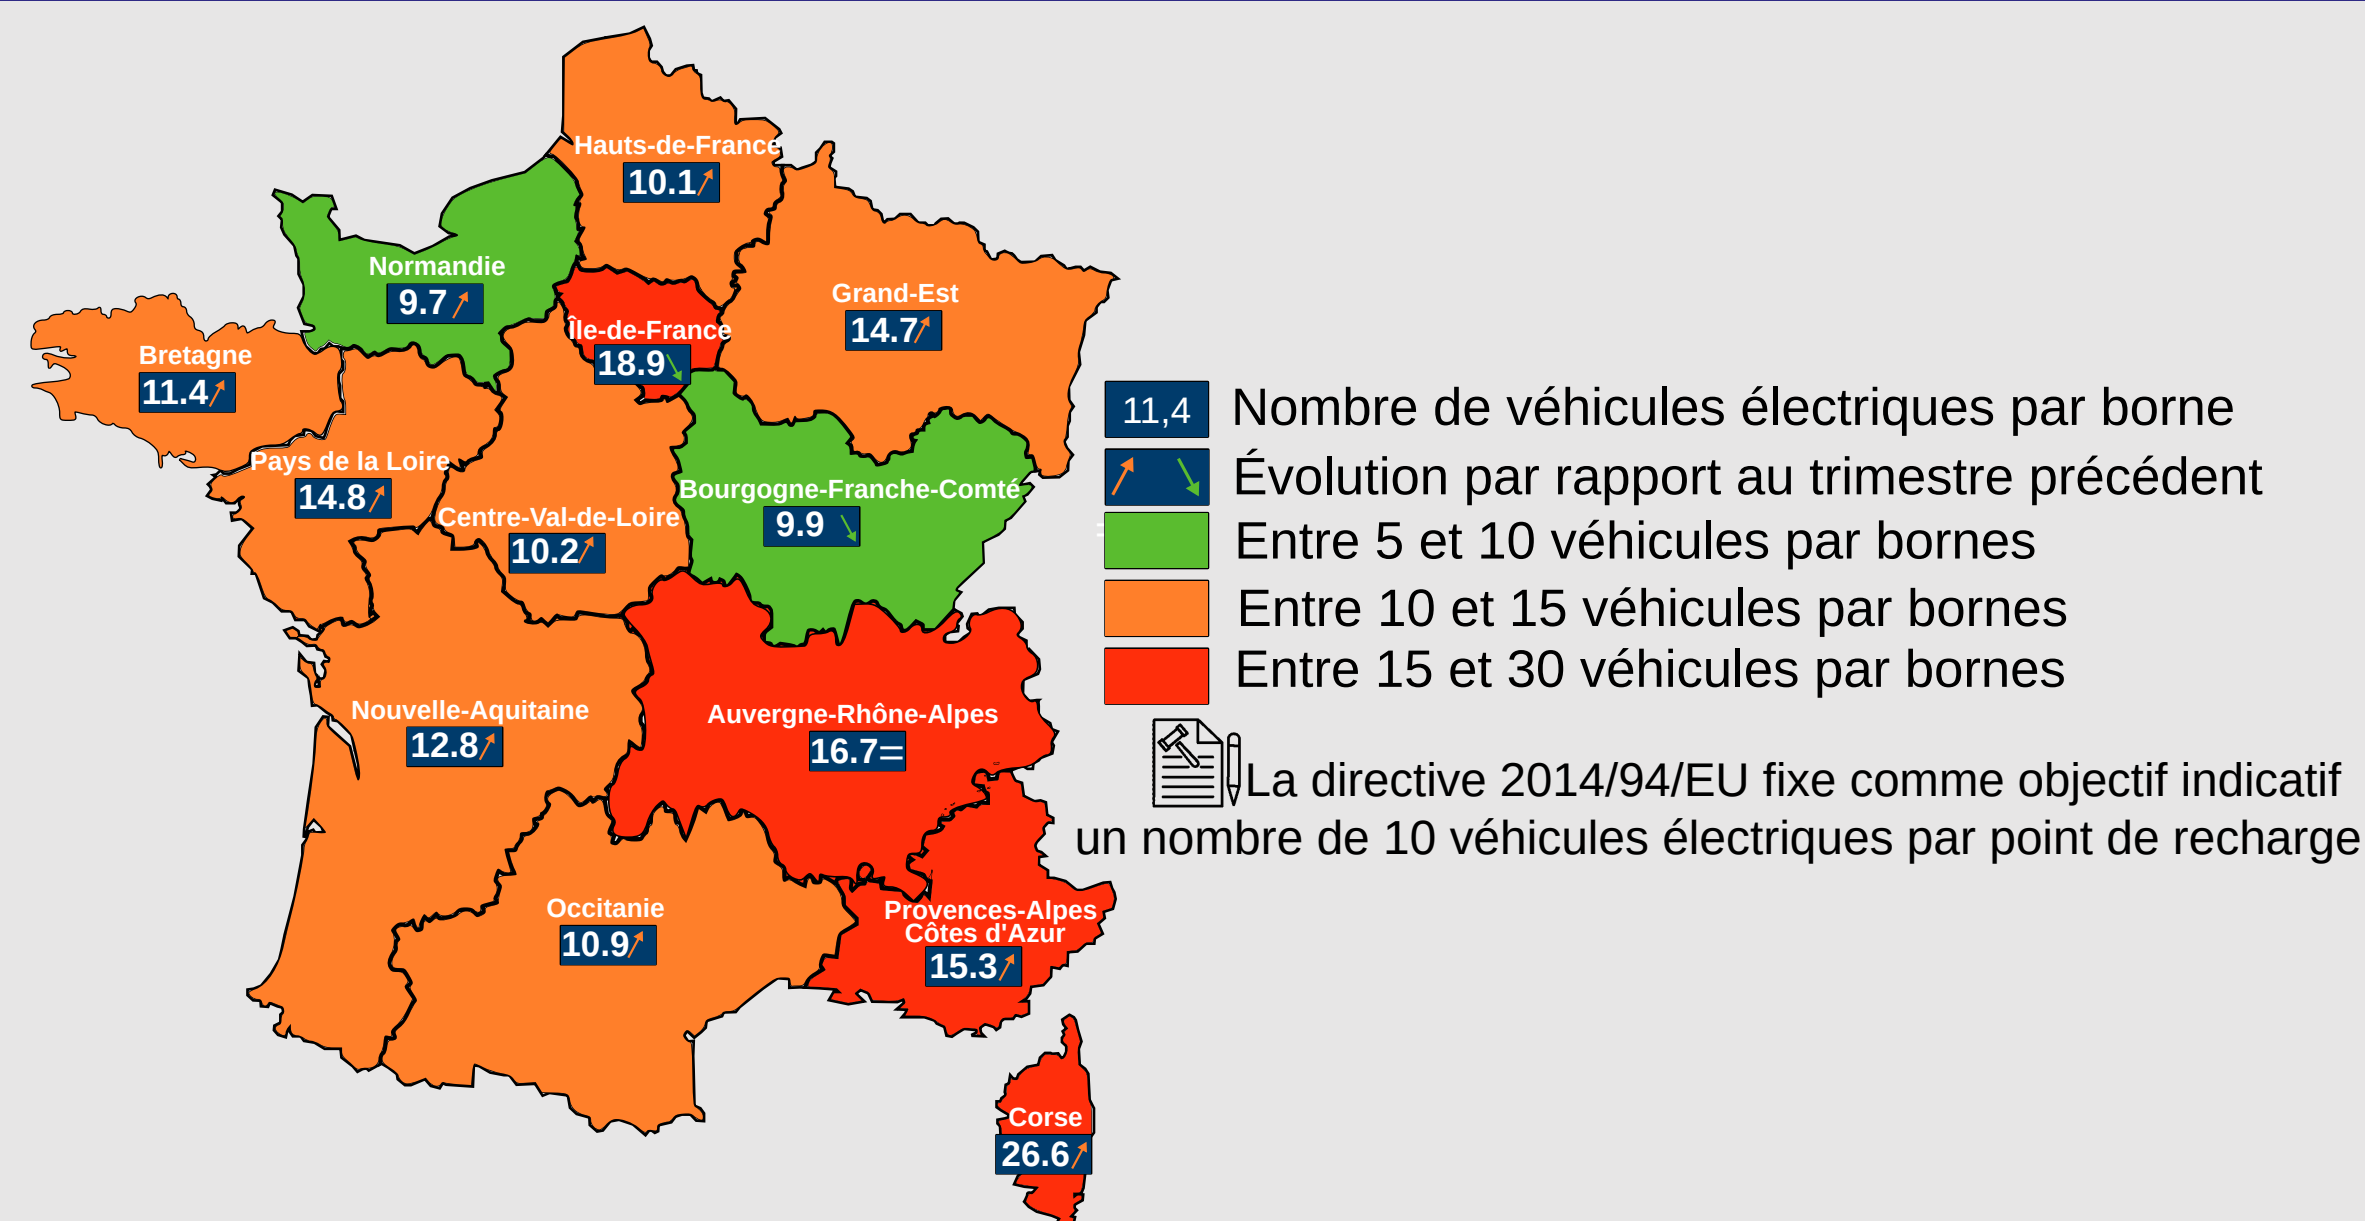 Hauts-de-France
10.1
Normandie
9.7
Île-de-France
18.9
Grand-Est
14.7
Bretagne
11.4
Pays de la Loire
14.8
Centre-Val-de-Loire
10.2
Bourgogne-Franche-Comté
9.9
Nouvelle-Aquitaine
12.8
Auvergne-Rhône-Alpes
16.7=
Occitanie
10.9
Provences-Alpes
Côtes d'Azur
15.3
Corse
26.6
11,4 Nombre de véhicules électriques par borne
Évolution par rapport au trimestre précédent
Entre 5 et 10 véhicules par bornes
Entre 10 et 15 véhicules par bornes
Entre 15 et 30 véhicules par bornes
La directive 2014/94/EU fixe comme objectif indicatif
un nombre de 10 véhicules électriques par point de recharge